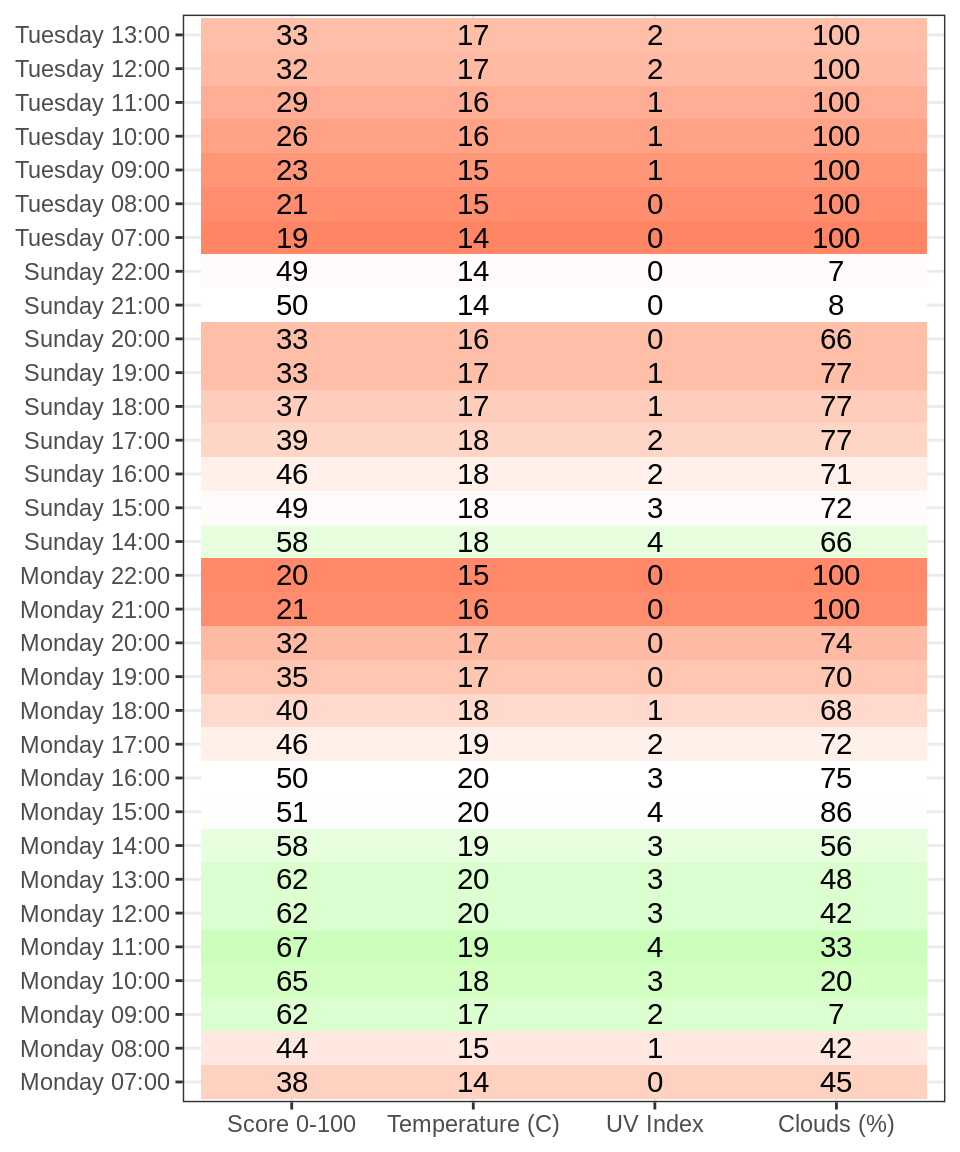 Tuesday 13:00 33 17 2 100
Tuesday 12:00 32 17 2 100
Tuesday 11:00 29 16 1 100
Tuesday 10:00 26 16 1 100
Tuesday 09:00 23 15 1 100
Tuesday 08:00 21 15 0 100
Tuesday 07:00 19 14 0 100
Sunday 22:00 49 14 0 7
Sunday 21:00 50 14 0 8
Sunday 20:00 33 16 0 66
Sunday 19:00 33 17 1 77
Sunday 18:00 37 17 1 77
Sunday 17:00 39 18 2 77
Sunday 16:00 46 18 2 71
Sunday 15:00 49 18 3 72
Sunday 14:00 58 18 4 66
Monday 22:00 20 15 0 100
Monday 21:00 21 16 0 100
Monday 20:00 32 17 0 74
Monday 19:00 35 17 0 70
Monday 18:00 40 18 1 68
Monday 17:00 46 19 2 72
Monday 16:00 50 20 3 75
Monday 15:00 51 20 4 86
Monday 14:00 58 19 3 56
Monday 13:00 62 20 3 48
Monday 12:00 62 20 3 42
Monday 11:00 67 19 4 33
Monday 10:00 65 18 3 20
Monday 09:00 62 17 2 7
Monday 08:00 44 15 1 42
Monday 07:00 38 14 0 45
Score 0-100 Temperature (C) UV Index Clouds (%)